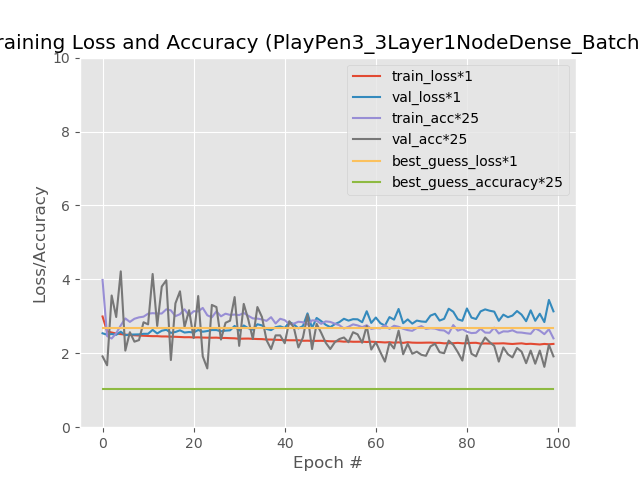 raining Loss and Accuracy (PlayPen3_3Layer1NodeDense_Batch
10
8
6
4
2
0
Loss/Accuracy
train_loss*1
val_loss*1
train_acc*25
val_acc*25
best_guess_loss*1
best_guess_accuracy*25
0 20 40 60 80 100
Epoch #